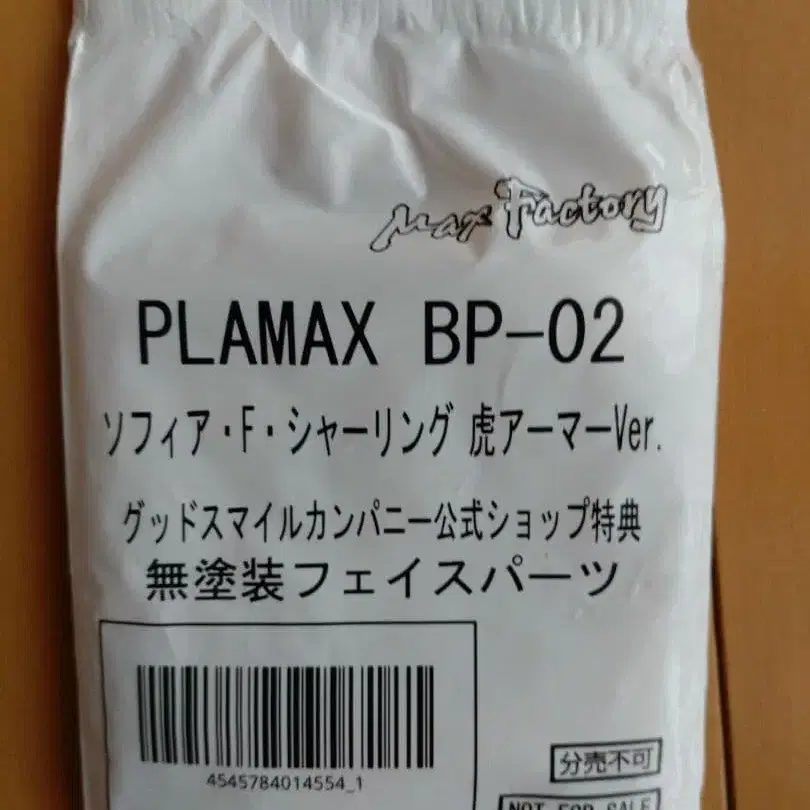 Max Factory
PLAMAX BP-02
ソフィア・F・シャーリング 虎アーマーVer.
グッドスマイルカンパニー公式ショップ特典
無塗装フェイスパーツ
4545784014554_1
分売不可
NOT FOR SALE